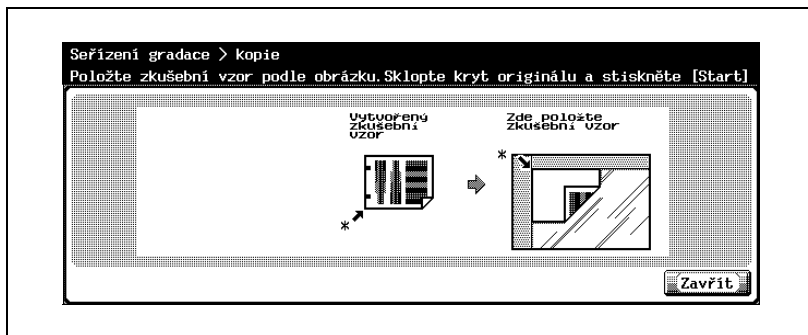 Seřízení gradace > kopie
Položte zkušební vzor podle obrázku.Sklopte kryt originálu a stiskněte [Start]
Vytvořený
zkušební
vzor
Zde položte
zkušební vzor
*
*
Zavřít